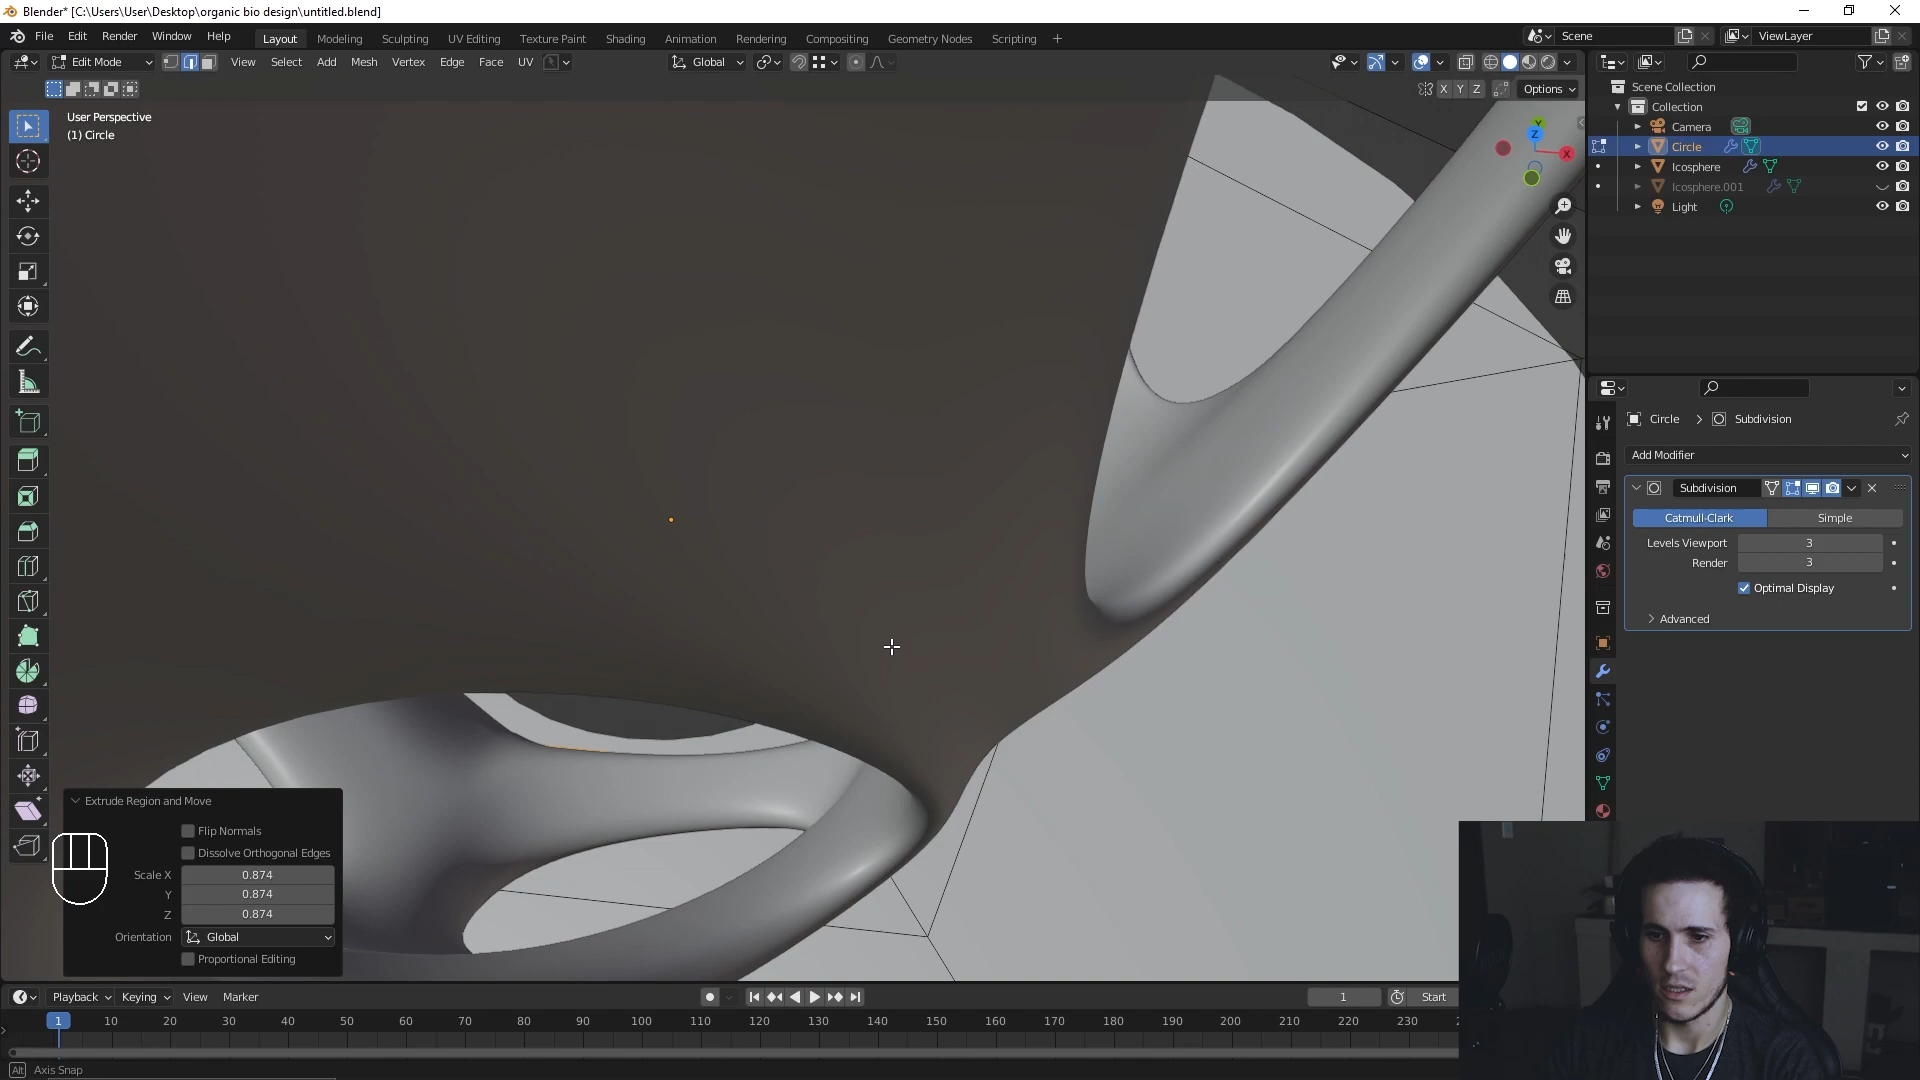 Blender* [C:\Users\User\Desktop\organic bio design\untitled.blend]
File Edit Render Window Help Layout Modeling Sculpting UV Editing Texture Paint Shading Animation Rendering Compositing Geometry Nodes Scripting +
Scene ViewLayer
Edit Mode View Select Add Mesh Vertex Edge Face UV Global
X Y Z Options
User Perspective
(1) Circle
Z X Y
Scene Collection
Collection
Camera
Circle
Icosphere
Icosphere.001
Light
Circle > Subdivision
Add Modifier
Subdivision
Catmull-Clark Simple
Levels Viewport 3
Render 3
Optimal Display
Advanced
Extrude Region and Move
Flip Normals
Dissolve Orthogonal Edges
Scale X 0.874
Y 0.874
Z 0.874
Orientation Global
Proportional Editing
Playback Keying View Marker 1 Start
1 10 20 30 40 50 60 70 80 90 100 110 120 130 140 150 160 170 180 190 200 210 220 230
Alt Axis Snap